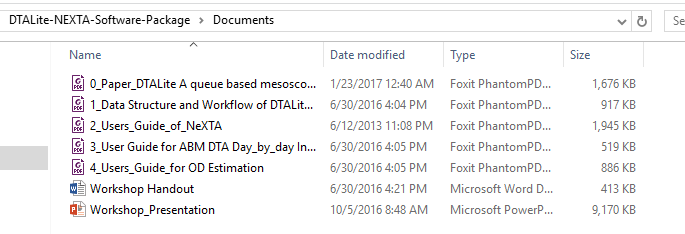 DTALite-NEXTA-Software-Package > Documents Se
Name Date modified Type Size
0_Paper_DTALite A queue based mesosco... 1/23/2017 12:40 AM Foxit PhantomPD... 1,676 KB
1_Data Structure and Workflow of DTALit... 6/30/2016 4:04 PM Foxit PhantomPD... 917 KB
2_Users_Guide_of_NeXTA 6/12/2013 11:08 PM Foxit PhantomPD... 1,945 KB
3_User Guide for ABM DTA Day_by_day In... 6/30/2016 4:05 PM Foxit PhantomPD... 519 KB
4_Users_Guide_for OD Estimation 6/30/2016 4:05 PM Foxit PhantomPD... 886 KB
Workshop Handout 6/30/2016 4:21 PM Microsoft Word D... 413 KB
Workshop_Presentation 10/5/2016 8:48 AM Microsoft PowerP... 9,170 KB